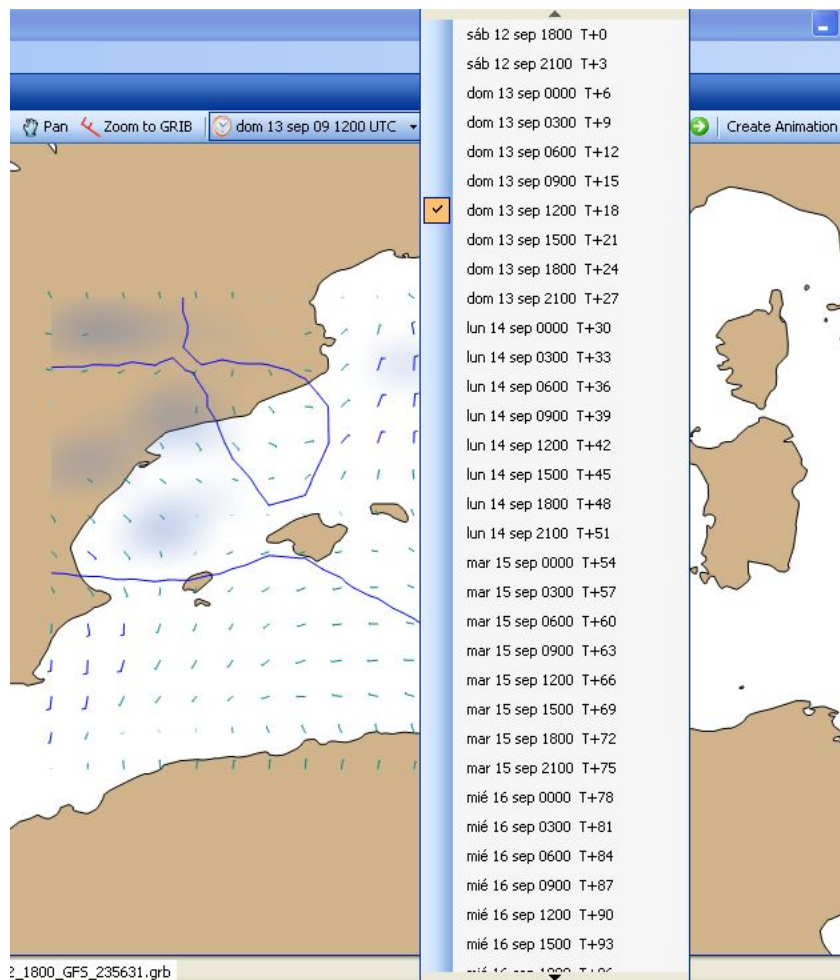 Pan Zoom to GRIB dom 13 sep 09 1200 UTC Create Animation
sáb 12 sep 1800 T+0
sáb 12 sep 2100 T+3
dom 13 sep 0000 T+6
dom 13 sep 0300 T+9
dom 13 sep 0600 T+12
dom 13 sep 0900 T+15
dom 13 sep 1200 T+18
dom 13 sep 1500 T+21
dom 13 sep 1800 T+24
dom 13 sep 2100 T+27
lun 14 sep 0000 T+30
lun 14 sep 0300 T+33
lun 14 sep 0600 T+36
lun 14 sep 0900 T+39
lun 14 sep 1200 T+42
lun 14 sep 1500 T+45
lun 14 sep 1800 T+48
lun 14 sep 2100 T+51
mar 15 sep 0000 T+54
mar 15 sep 0300 T+57
mar 15 sep 0600 T+60
mar 15 sep 0900 T+63
mar 15 sep 1200 T+66
mar 15 sep 1500 T+69
mar 15 sep 1800 T+72
mar 15 sep 2100 T+75
mié 16 sep 0000 T+78
mié 16 sep 0300 T+81
mié 16 sep 0600 T+84
mié 16 sep 0900 T+87
mié 16 sep 1200 T+90
mié 16 sep 1500 T+93
mié 16 sep 1800 T+96
2_1800_GFS_235631.grb